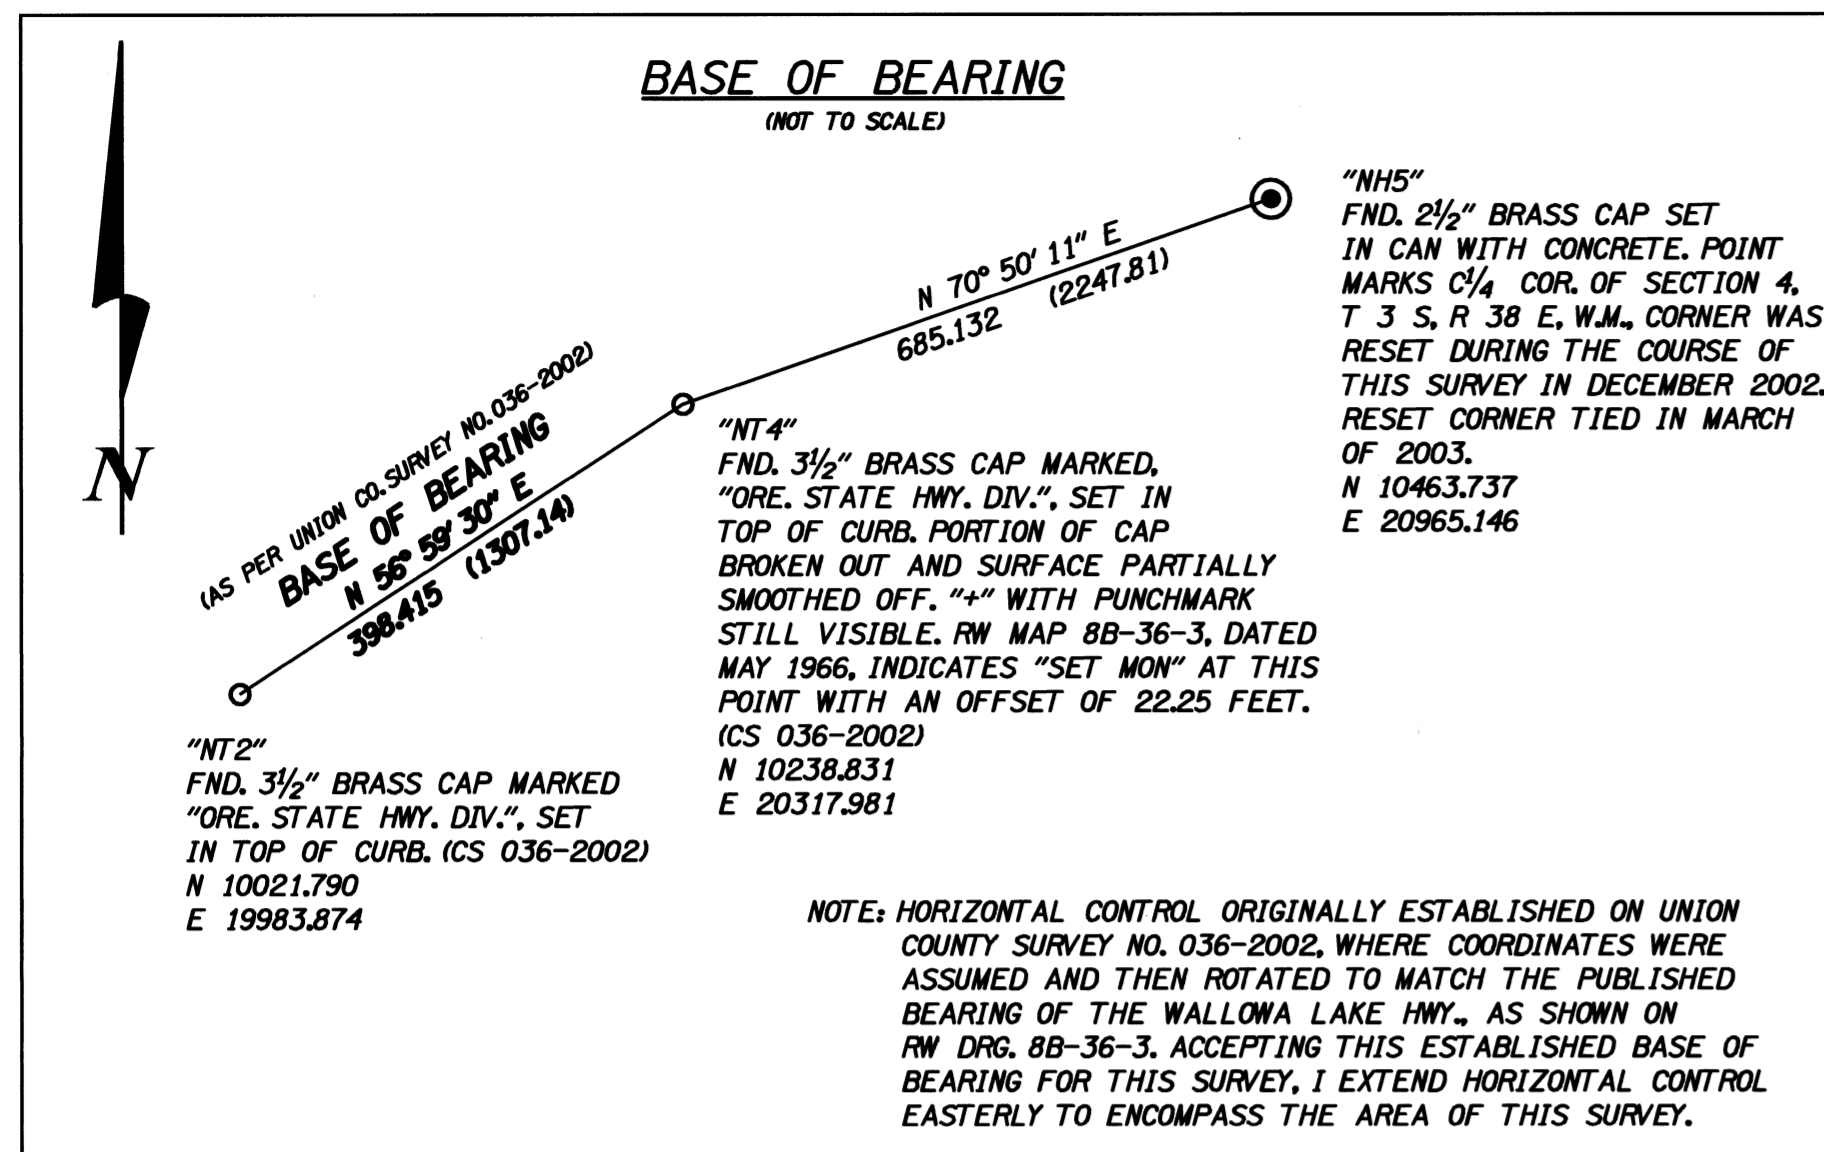 BASE OF BEARING
(NOT TO SCALE)
"NH5"
FND. 2½" BRASS CAP SET
IN CAN WITH CONCRETE. POINT
MARKS C¼ COR. OF SECTION 4,
T 3 S, R 38 E, W.M., CORNER WAS
RESET DURING THE COURSE OF
THIS SURVEY IN DECEMBER 2002.
RESET CORNER TIED IN MARCH
OF 2003.
N 10463.737
E 20965.146
N 70° 50' 11" E
685.132 (2247.81)
(AS PER UNION CO. SURVEY NO. 036-2002)
BASE OF BEARING
N 56° 59' 30" E
398.415 (1307.14)
N
"NT4"
FND. 3½" BRASS CAP MARKED,
"ORE. STATE HWY. DIV.", SET IN
TOP OF CURB. PORTION OF CAP
BROKEN OUT AND SURFACE PARTIALLY
SMOOTHED OFF. "+" WITH PUNCHMARK
STILL VISIBLE. RW MAP 8B-36-3, DATED
MAY 1966, INDICATES "SET MON" AT THIS
POINT WITH AN OFFSET OF 22.25 FEET.
(CS 036-2002)
N 10238.831
E 20317.981
"NT2"
FND. 3½" BRASS CAP MARKED
"ORE. STATE HWY. DIV.", SET
IN TOP OF CURB. (CS 036-2002)
N 10021.790
E 19983.874
NOTE: HORIZONTAL CONTROL ORIGINALLY ESTABLISHED ON UNION
COUNTY SURVEY NO. 036-2002, WHERE COORDINATES WERE
ASSUMED AND THEN ROTATED TO MATCH THE PUBLISHED
BEARING OF THE WALLOWA LAKE HWY., AS SHOWN ON
RW DRG. 8B-36-3. ACCEPTING THIS ESTABLISHED BASE OF
BEARING FOR THIS SURVEY, I EXTEND HORIZONTAL CONTROL
EASTERLY TO ENCOMPASS THE AREA OF THIS SURVEY.